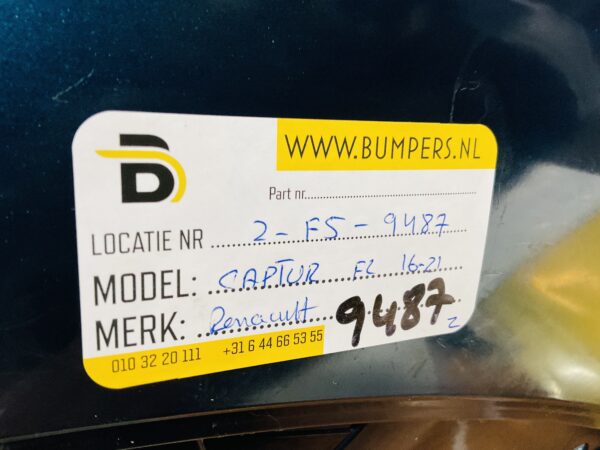 WWW.BUMPERS.NL
Part nr.
LOCATIE NR 2-F5-9487
MODEL: CAPTUR FL 16-21
MERK: Renault 9487 z
010 32 20 111 +31 6 44 66 53 55